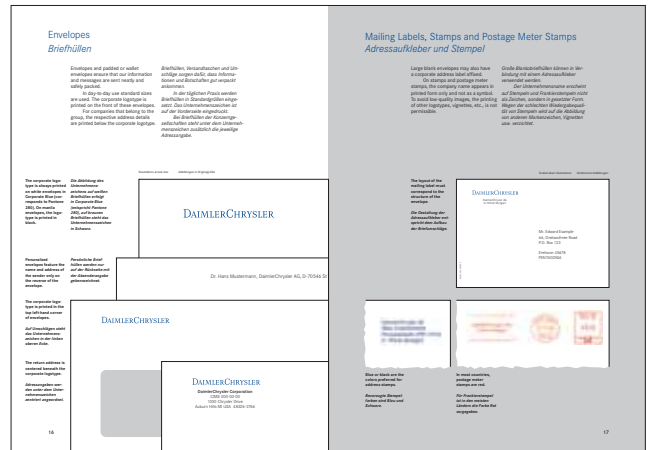 Envelopes
Briefhüllen
Envelopes and padded or wallet
envelopes ensure that our information
and messages are sent neatly and
safely packed.
In day-to-day use standard sizes
are used. The corporate logotype is
printed on the front of these envelopes.
For companies that belong to the
group, the respective address details
are printed below the corporate logotype.
Briefhüllen, Versandtaschen und Um-
schläge sorgen dafür, dass Informa-
tionen und Botschaften gut verpackt
ankommen.
In der täglichen Praxis werden
Briefhüllen in Standardgrößen einge-
setzt. Das Unternehmenszeichen ist
auf der Vorderseite eingedruckt.
Bei Briefhüllen der Konzernge-
sellschaften steht unter dem Unterneh-
menszeichen zusätzlich die jeweilige
Adressangabe.
The corporate logo-
type is always printed
on white envelopes in
Corporate Blue (cor-
responds to Pantone
280). On manila
envelopes, the logo-
type is printed in
black.
Die Abbildung des
Unternehmens-
zeichens auf weißen
Briefhüllen erfolgt
in Corporate Blue
(entspricht Pantone
280), auf braunen
Briefhüllen steht das
Unternehmenszeichen
in Schwarz.
DAIMLERCHRYSLER
Personalized
envelopes feature the
name and address of
the sender only on
the reverse of the
envelope.
Persönliche Brief-
hüllen werden nur
auf der Rückseite mit
der Absenderangabe
gekennzeichnet.
Dr. Hans Mustermann, DaimlerChrysler AG, D-70546 St
The corporate logo-
type is printed in the
top left-hand corner
of envelopes.
Auf Umschlägen steht
das Unternehmens-
zeichen in der linken
oberen Ecke.
DAIMLERCHRYSLER
The return address is
centered beneath the
corporate logotype.
Adressangaben wer-
den unter dem Unter-
nehmenszeichen
zentriert angeordnet.
DAIMLERCHRYSLER
DaimlerChrysler Corporation
CIMS 000-00-00
1000 Chrysler Drive
Auburn Hills MI USA 48326-2766
16
Mailing Labels, Stamps and Postage Meter Stamps
Adressaufkleber und Stempel
Large blank envelopes may also have
a corporate address label affixed.
On stamps and postage meter
stamps, the company name appears in
printed form only and not as a symbol.
To avoid low-quality images, the printing
of other logotypes, vignettes, etc., is not
permissible.
Große Blankobriefhüllen können in Ver-
bindung mit einem Adressaufkleber
verwendet werden.
Der Unternehmensname erscheint
auf Stempeln und Frankierstempeln nicht
als Zeichen, sondern in gesetzter Form.
Wegen der schlechten Wiedergabequali-
tät von Stempeln wird auf die Abbildung
von anderen Markenzeichen, Vignetten
usw. verzichtet.
The layout of the
mailing label must
correspond to the
structure of the
envelope.
Die Gestaltung der
Adressaufkleber ent-
spricht dem Aufbau
der Briefumschläge.
DAIMLERCHRYSLER
Mr. Edward Example
44, Grosvenor Road
P.O. Box 123
Blue or black are the
colors preferred for
address stamps.
Bevorzugte Stempel-
farben sind Blau und
Schwarz.
In most countries,
postage meter
stamps are red.
Für Frankierstempel
ist in den meisten
Ländern die Farbe Rot
vorgegeben.
17